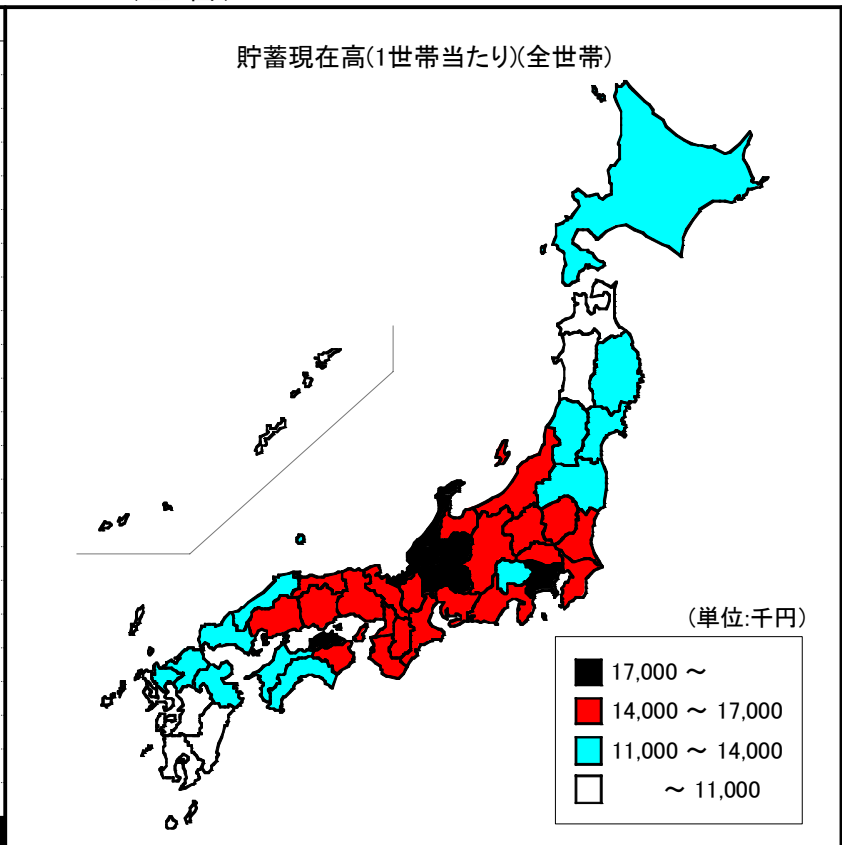 貯蓄現在高(1世帯当たり)(全世帯)
(単位:千円)
17,000 ~
14,000 ~ 17,000
11,000 ~ 14,000
~ 11,000